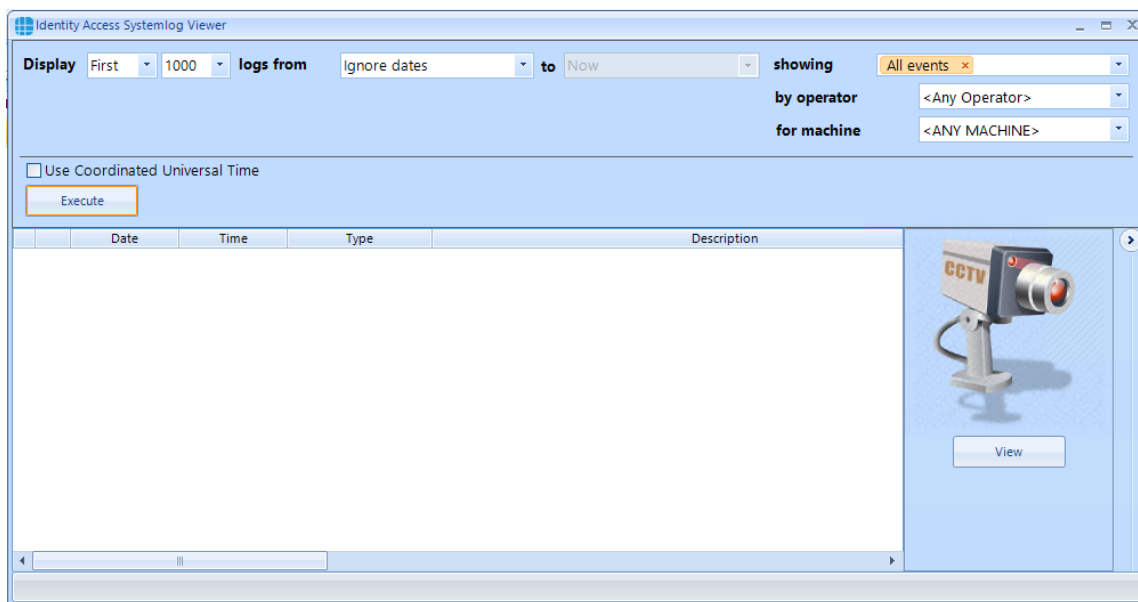 Identity Access Systemlog Viewer
Display First 1000 logs from Ignore dates to Now showing All events ×
by operator <Any Operator>
for machine <ANY MACHINE>
Use Coordinated Universal Time
Execute
Date Time Type Description
CCTV
View